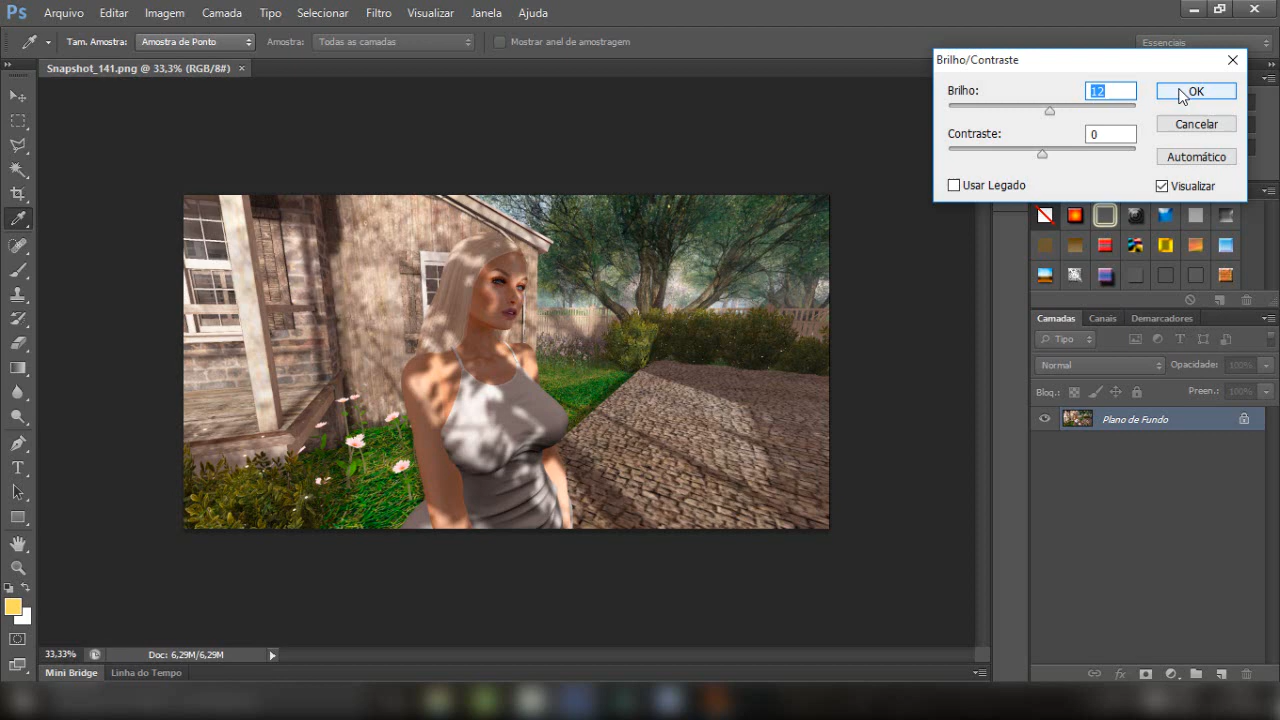 Ps Arquivo Editar Imagem Camada Tipo Selecionar Filtro Visualizar Janela Ajuda
Tam. Amostra: Amostra de Ponto Amostra: Todas as camadas Mostrar anel de amostragem Essenciais
Snapshot_141.png @ 33,3% (RGB/8#) ×
Brilho/Contraste
Brilho: 12 OK
Cancelar
Contraste: 0
Automático
Usar Legado Visualizar
Camadas Canais Demarcadores
Tipo
Normal Opacidade: 100%
Bloq.: Preen.: 100%
Plano de Fundo
fx
T
33,33% Doc: 6,29M/6,29M
Mini Bridge Linha do Tempo